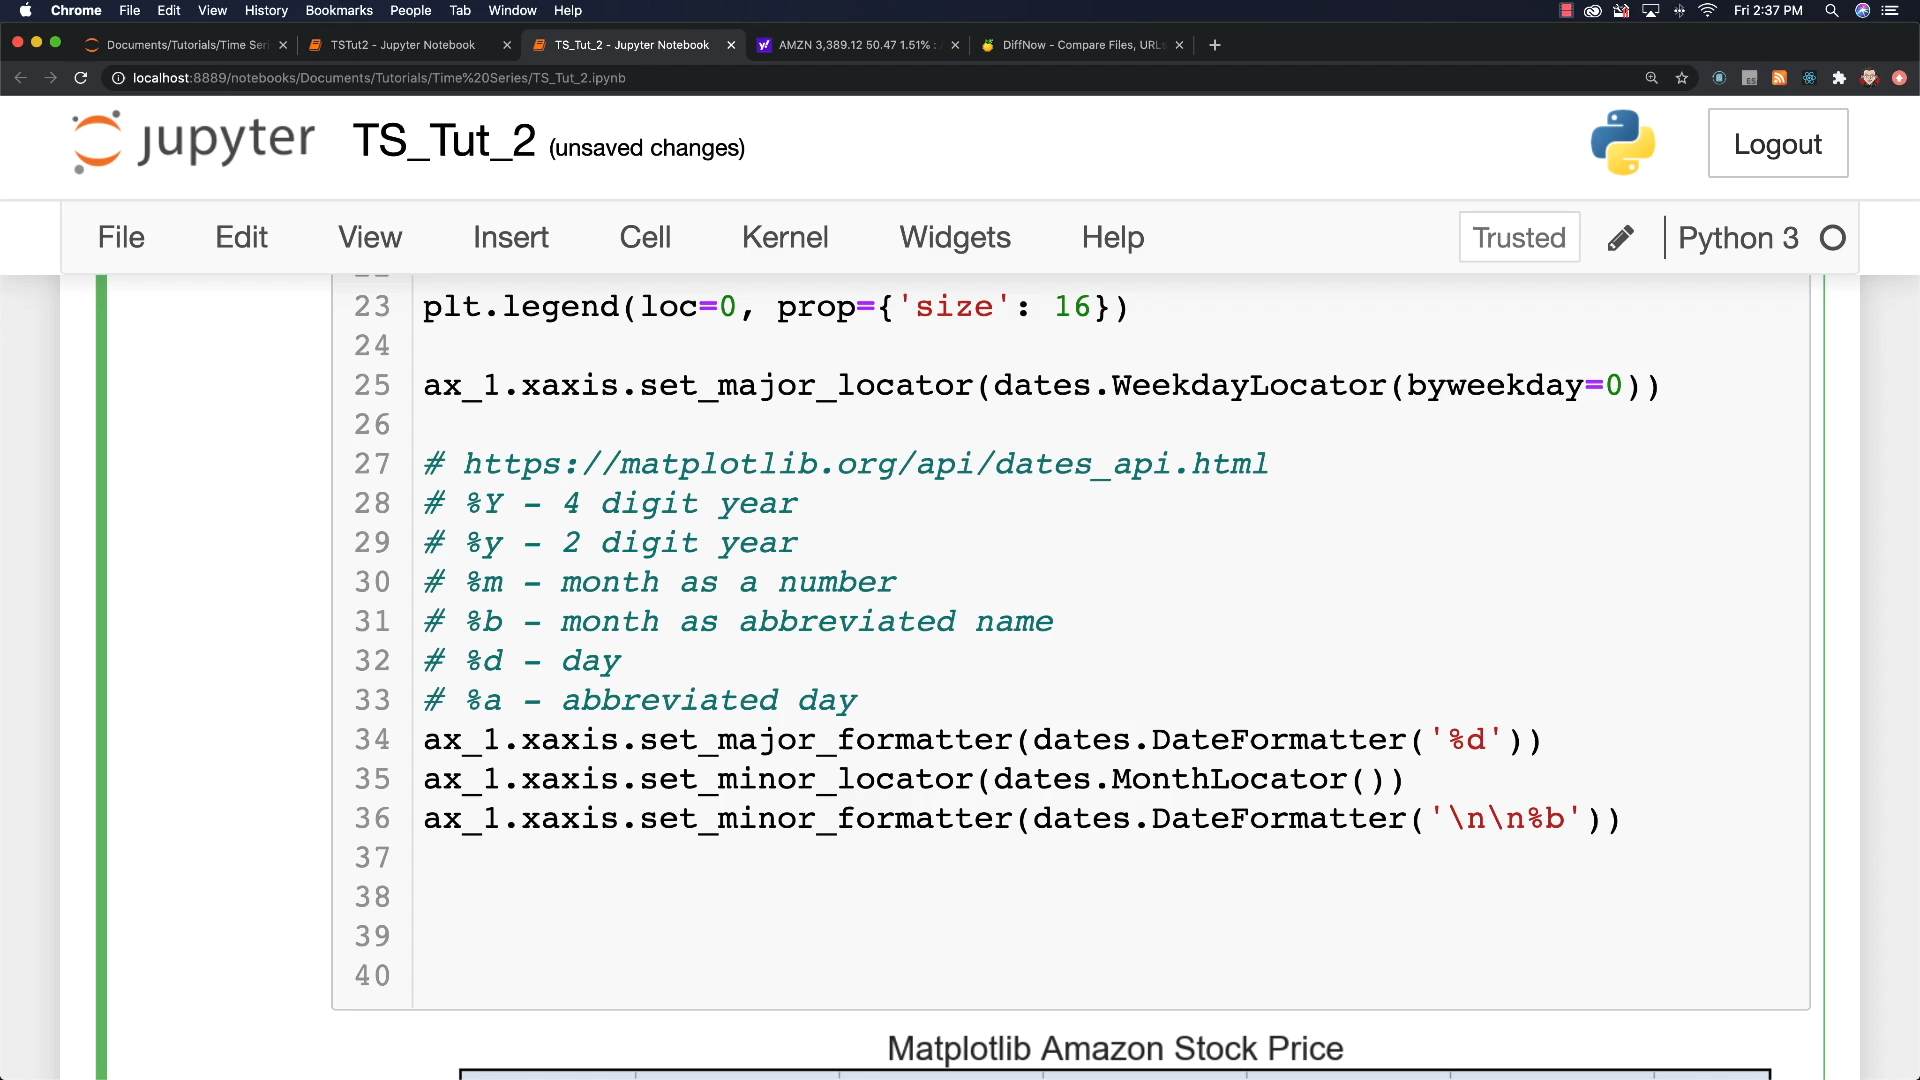 Chrome File Edit View History Bookmarks People Tab Window Help Fri 2:37 PM
Documents/Tutorials/Time Seri TSTut2 - Jupyter Notebook TS_Tut_2 - Jupyter Notebook AMZN 3,389.12 50.47 1.51% : DiffNow - Compare Files, URLs
localhost:8889/notebooks/Documents/Tutorials/Time%20Series/TS_Tut_2.ipynb
jupyter TS_Tut_2 (unsaved changes) Logout
File Edit View Insert Cell Kernel Widgets Help Trusted Python 3
23 plt.legend(loc=0, prop={'size': 16})
24
25 ax_1.xaxis.set_major_locator(dates.WeekdayLocator(byweekday=0))
26
27 # https://matplotlib.org/api/dates_api.html
28 # %Y - 4 digit year
29 # %y - 2 digit year
30 # %m - month as a number
31 # %b - month as abbreviated name
32 # %d - day
33 # %a - abbreviated day
34 ax_1.xaxis.set_major_formatter(dates.DateFormatter('%d'))
35 ax_1.xaxis.set_minor_locator(dates.MonthLocator())
36 ax_1.xaxis.set_minor_formatter(dates.DateFormatter('\n\n%b'))
37
38
39
40
Matplotlib Amazon Stock Price